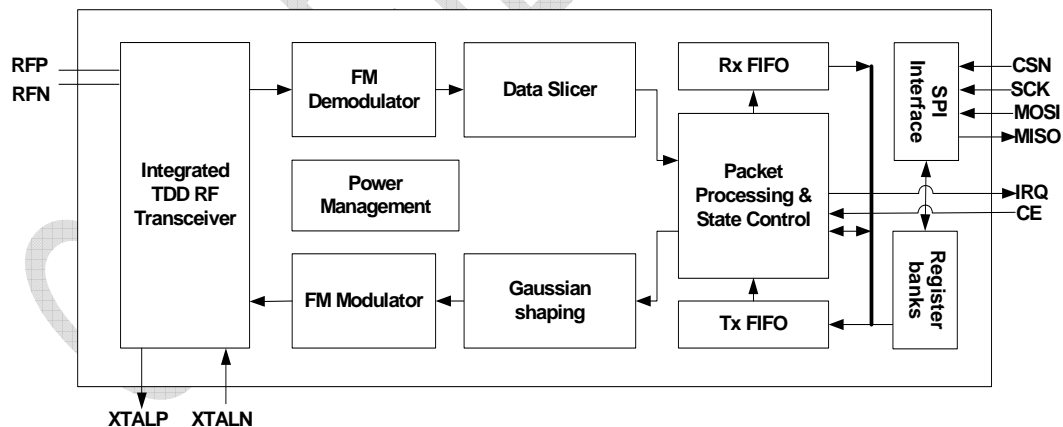 RFP
RFN
Integrated
TDD RF
Transceiver
FM
Demodulator
Data Slicer
Power
Management
FM Modulator
Gaussian
shaping
Rx FIFO
Packet
Processing &
State Control
Tx FIFO
SPI
Interface
Register
banks
CSN
SCK
MOSI
MISO
IRQ
CE
XTALP
XTALN